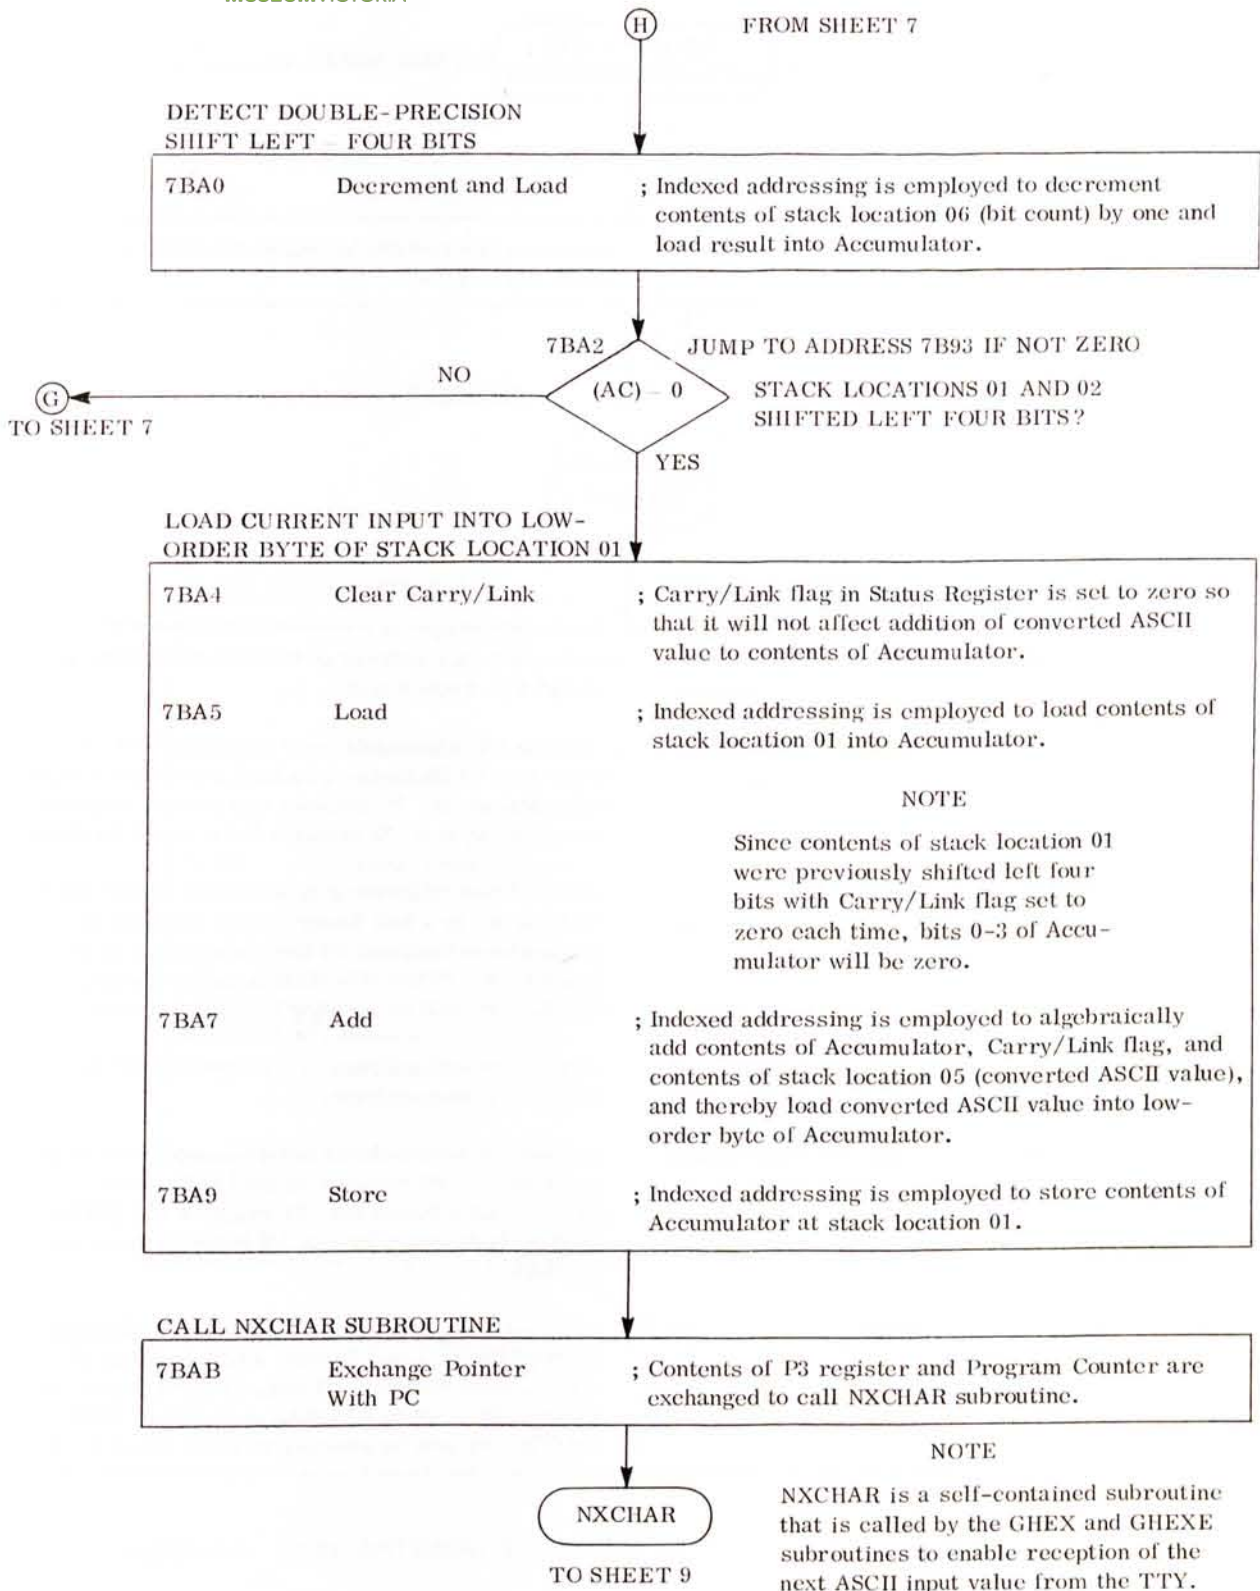 MUSEUM VICTORIA
H FROM SHEET 7
DETECT DOUBLE-PRECISION
SHIFT LEFT - FOUR BITS
7BA0 Decrement and Load ; Indexed addressing is employed to decrement
contents of stack location 06 (bit count) by one and
load result into Accumulator.
7BA2 JUMP TO ADDRESS 7B93 IF NOT ZERO
NO
(AC) - 0 STACK LOCATIONS 01 AND 02
G
SHIFTED LEFT FOUR BITS?
TO SHEET 7
YES
LOAD CURRENT INPUT INTO LOW-
ORDER BYTE OF STACK LOCATION 01
7BA4 Clear Carry/Link ; Carry/Link flag in Status Register is set to zero so
that it will not affect addition of converted ASCII
value to contents of Accumulator.
7BA5 Load ; Indexed addressing is employed to load contents of
stack location 01 into Accumulator.
NOTE
Since contents of stack location 01
were previously shifted left four
bits with Carry/Link flag set to
zero each time, bits 0-3 of Accu-
mulator will be zero.
7BA7 Add ; Indexed addressing is employed to algebraically
add contents of Accumulator, Carry/Link flag, and
contents of stack location 05 (converted ASCII value),
and thereby load converted ASCII value into low-
order byte of Accumulator.
7BA9 Store ; Indexed addressing is employed to store contents of
Accumulator at stack location 01.
CALL NXCHAR SUBROUTINE
7BAB Exchange Pointer ; Contents of P3 register and Program Counter are
With PC exchanged to call NXCHAR subroutine.
NOTE
NXCHAR
TO SHEET 9
NXCHAR is a self-contained subroutine
that is called by the GHEX and GHEXE
subroutines to enable reception of the
next ASCII input value from the TTY.